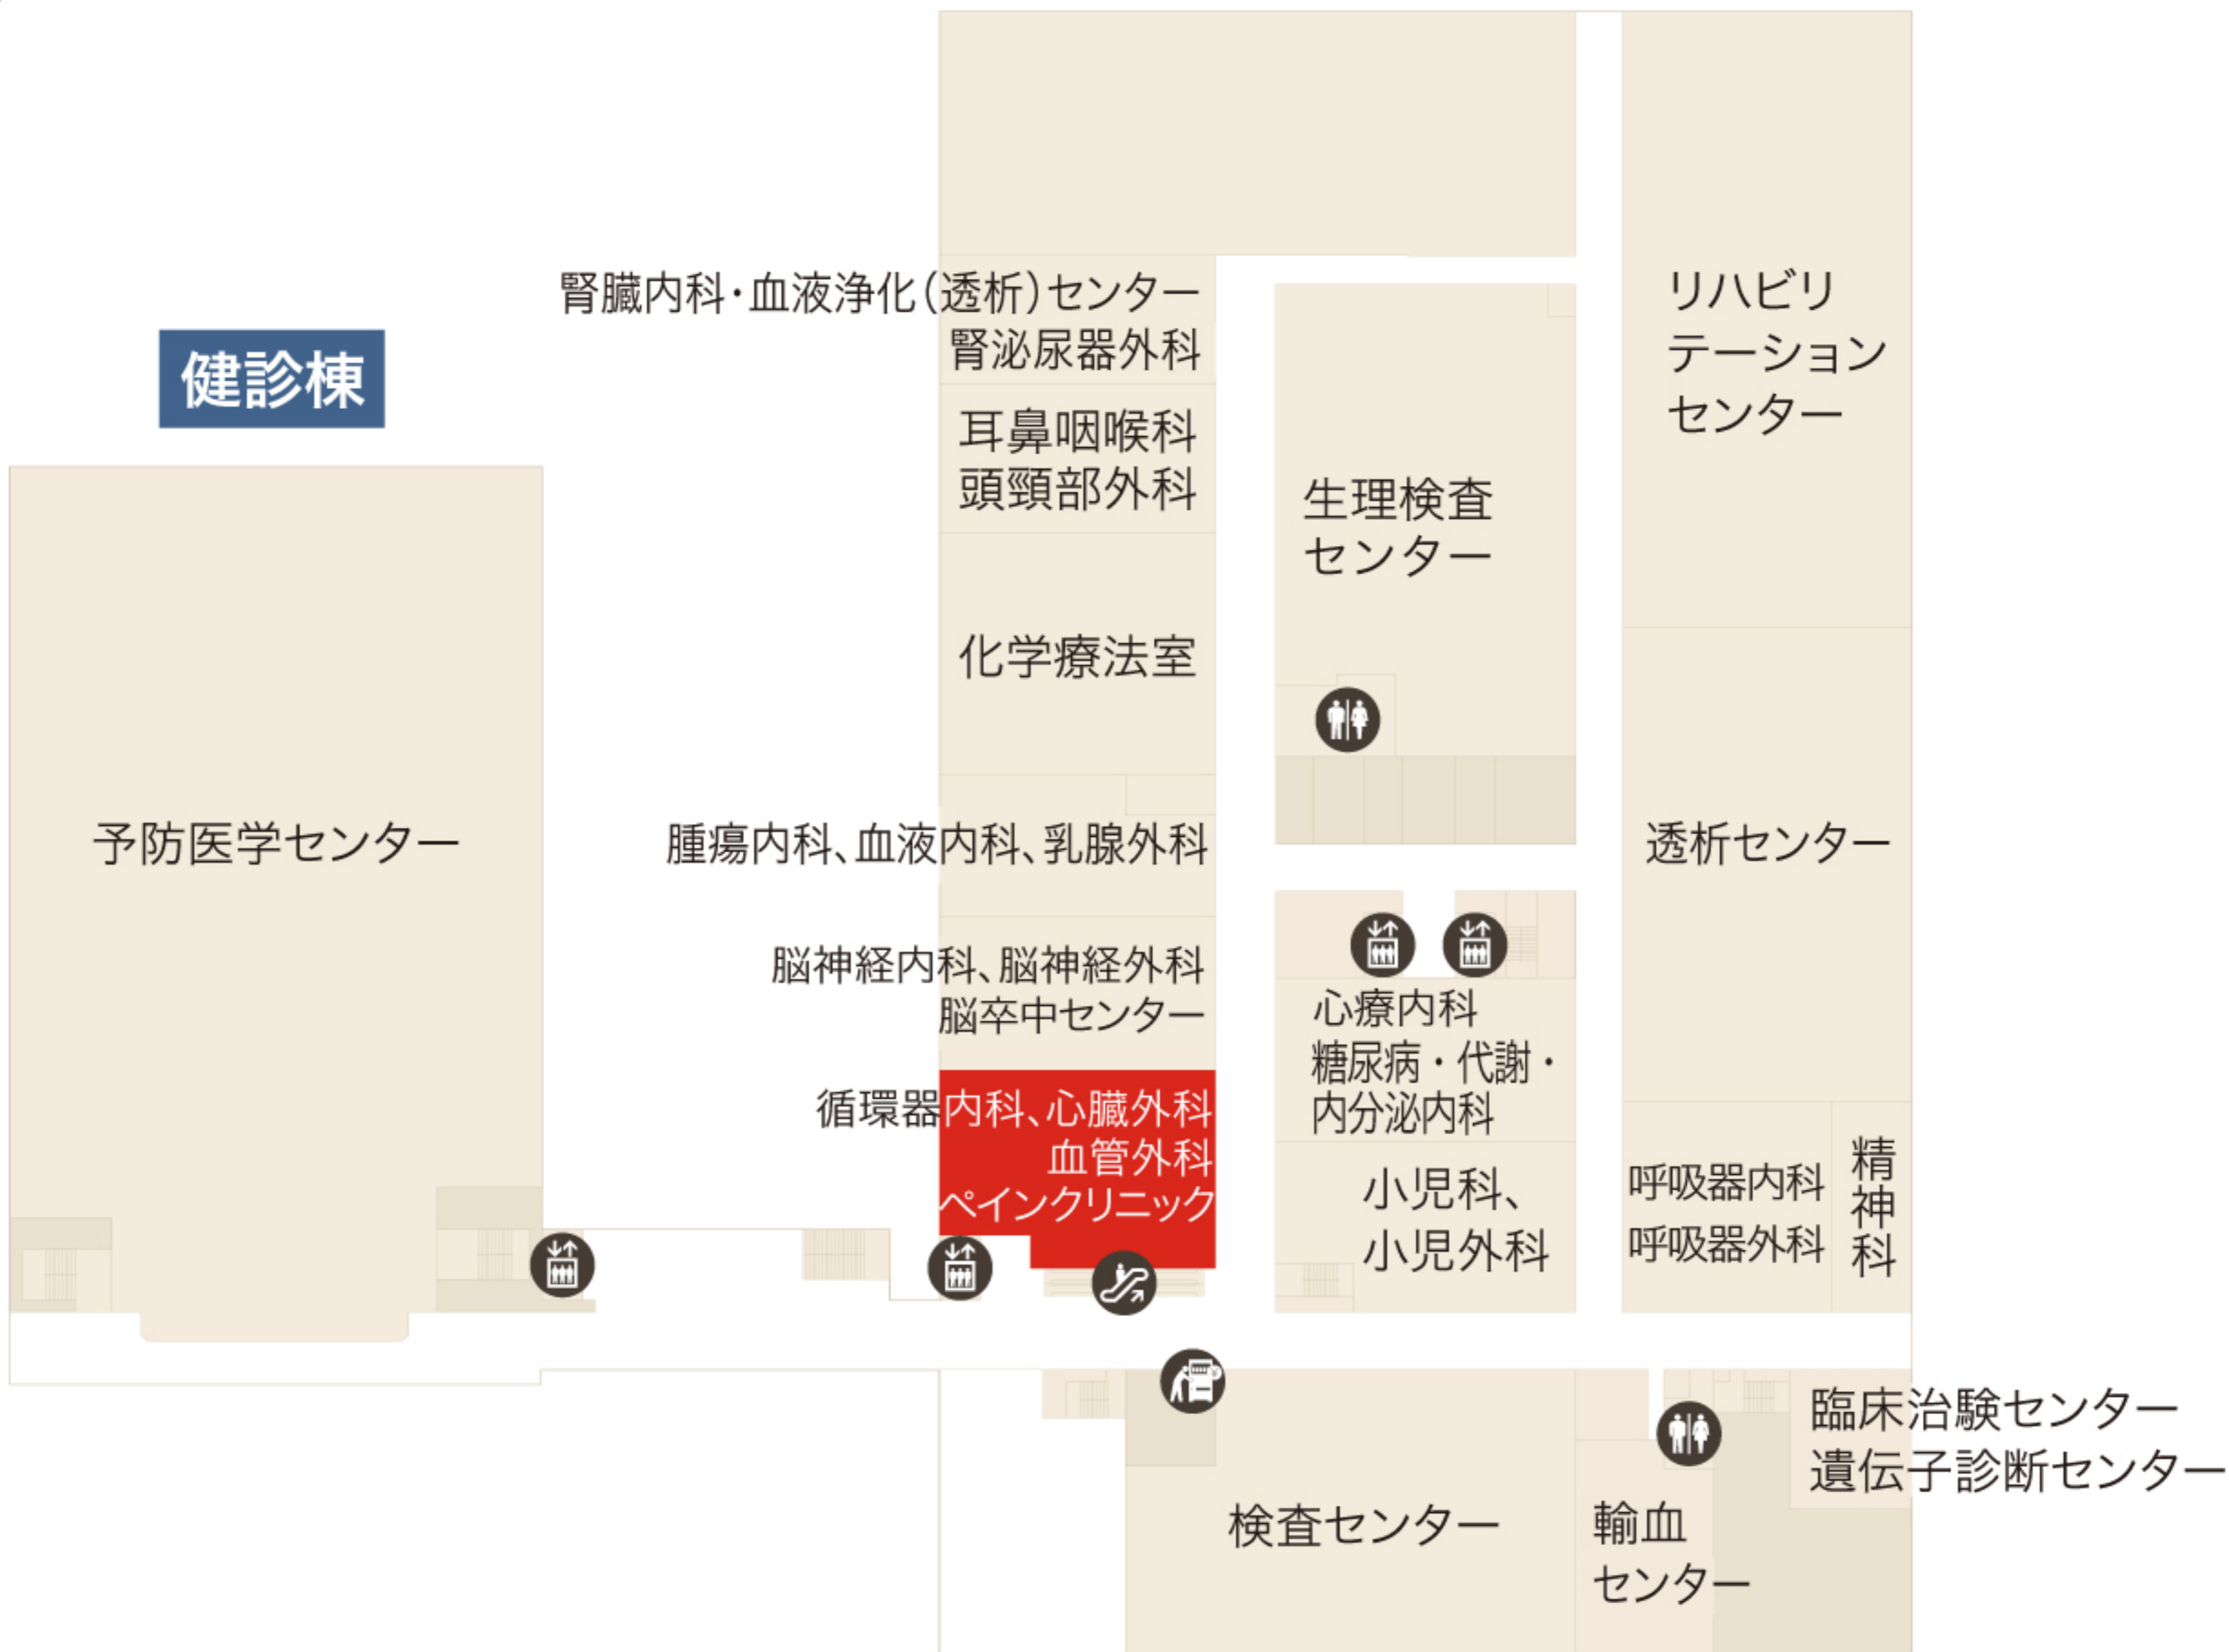 健診棟
予防医学センター
腎臓内科・血液浄化(透析)センター
腎泌尿器外科
耳鼻咽喉科
頭頸部外科
化学療法室
腫瘍内科、血液内科、乳腺外科
脳神経内科、脳神経外科
脳卒中センター
循環器内科、心臓外科
血管外科
ペインクリニック
生理検査
センター
心療内科
糖尿病・代謝・
内分泌内科
小児科、
小児外科
リハビリ
テーション
センター
透析センター
呼吸器内科
呼吸器外科
精神科
検査センター
輸血
センター
臨床治験センター
遺伝子診断センター